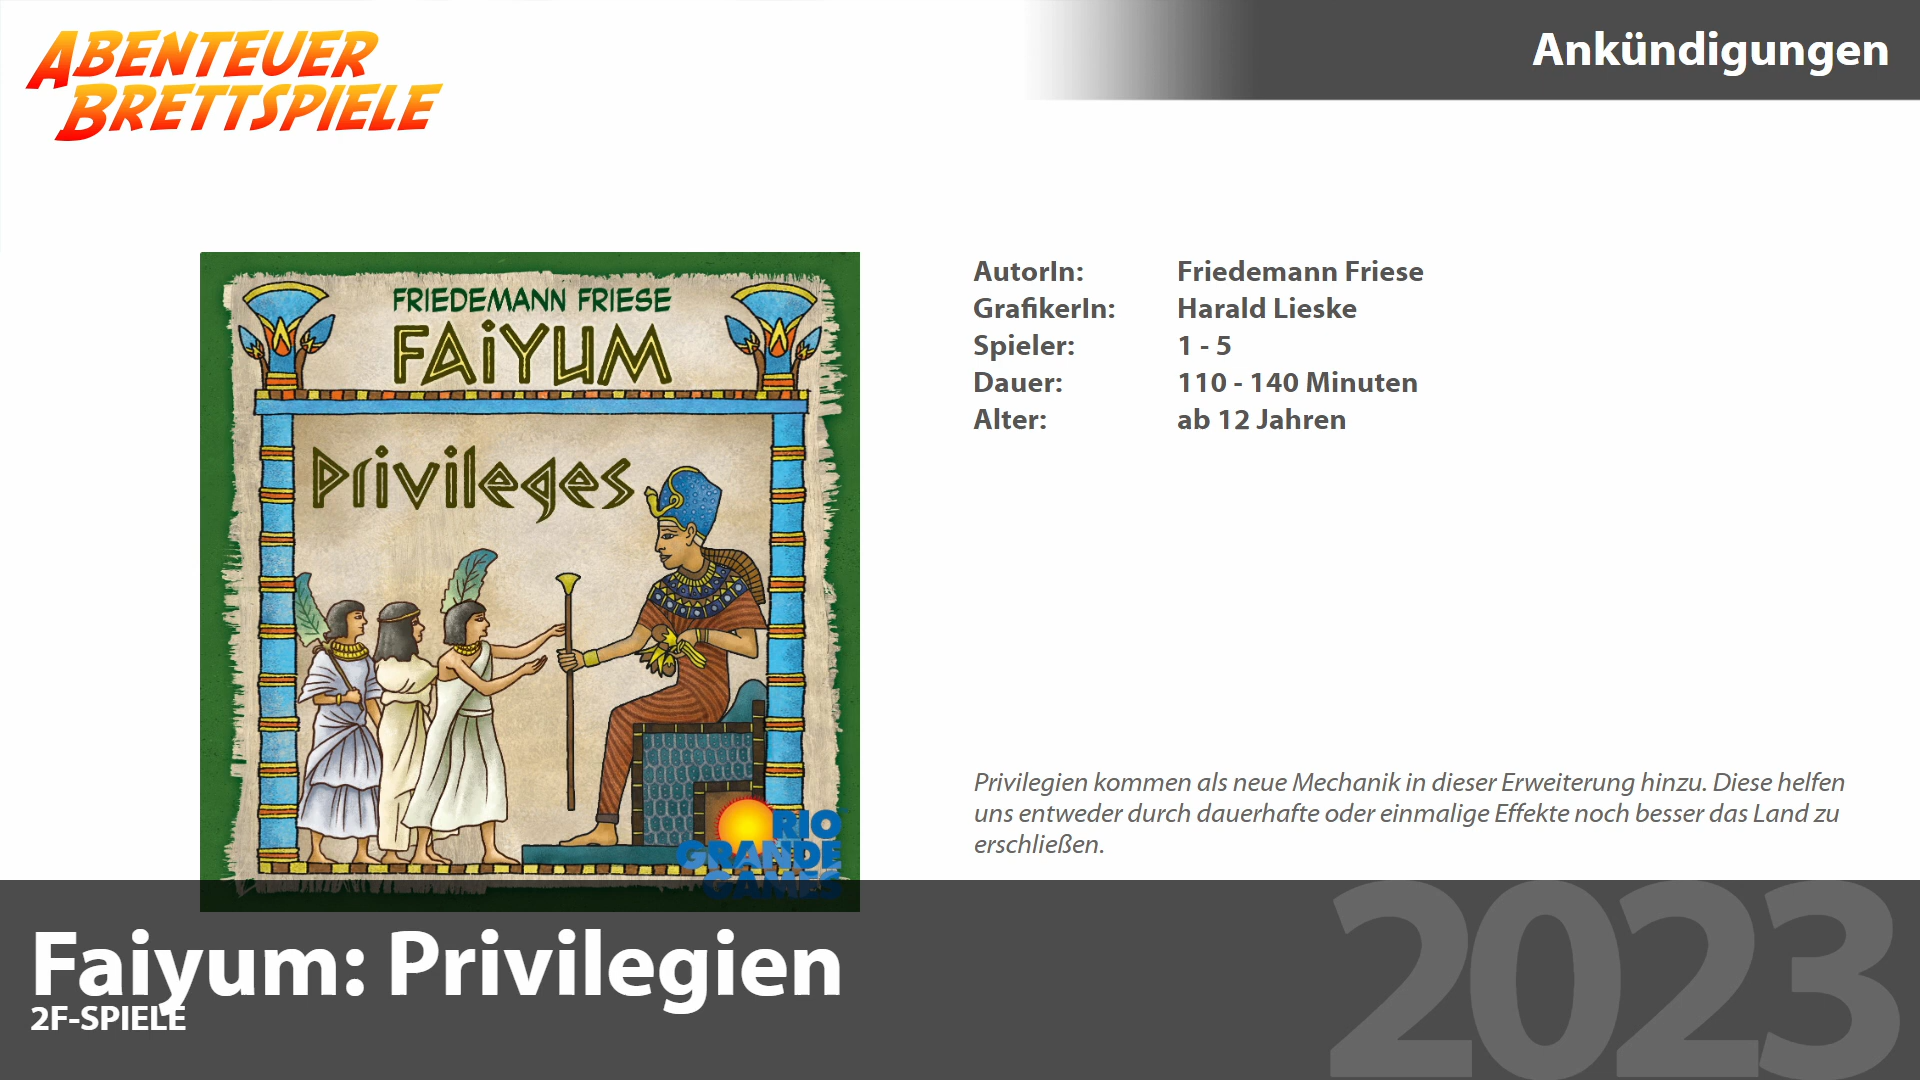 ABENTEUER
BRETTSPIELE
Ankündigungen
FRIEDEMANN FRIESE
FAiYUM
Privileges
RIO
GRANDE
GAMES
AutorIn: Friedemann Friese
GrafikerIn: Harald Lieske
Spieler: 1 - 5
Dauer: 110 - 140 Minuten
Alter: ab 12 Jahren
Privilegien kommen als neue Mechanik in dieser Erweiterung hinzu. Diese helfen
uns entweder durch dauerhafte oder einmalige Effekte noch besser das Land zu
erschließen.
Faiyum: Privilegien
2F-SPIELE
2023